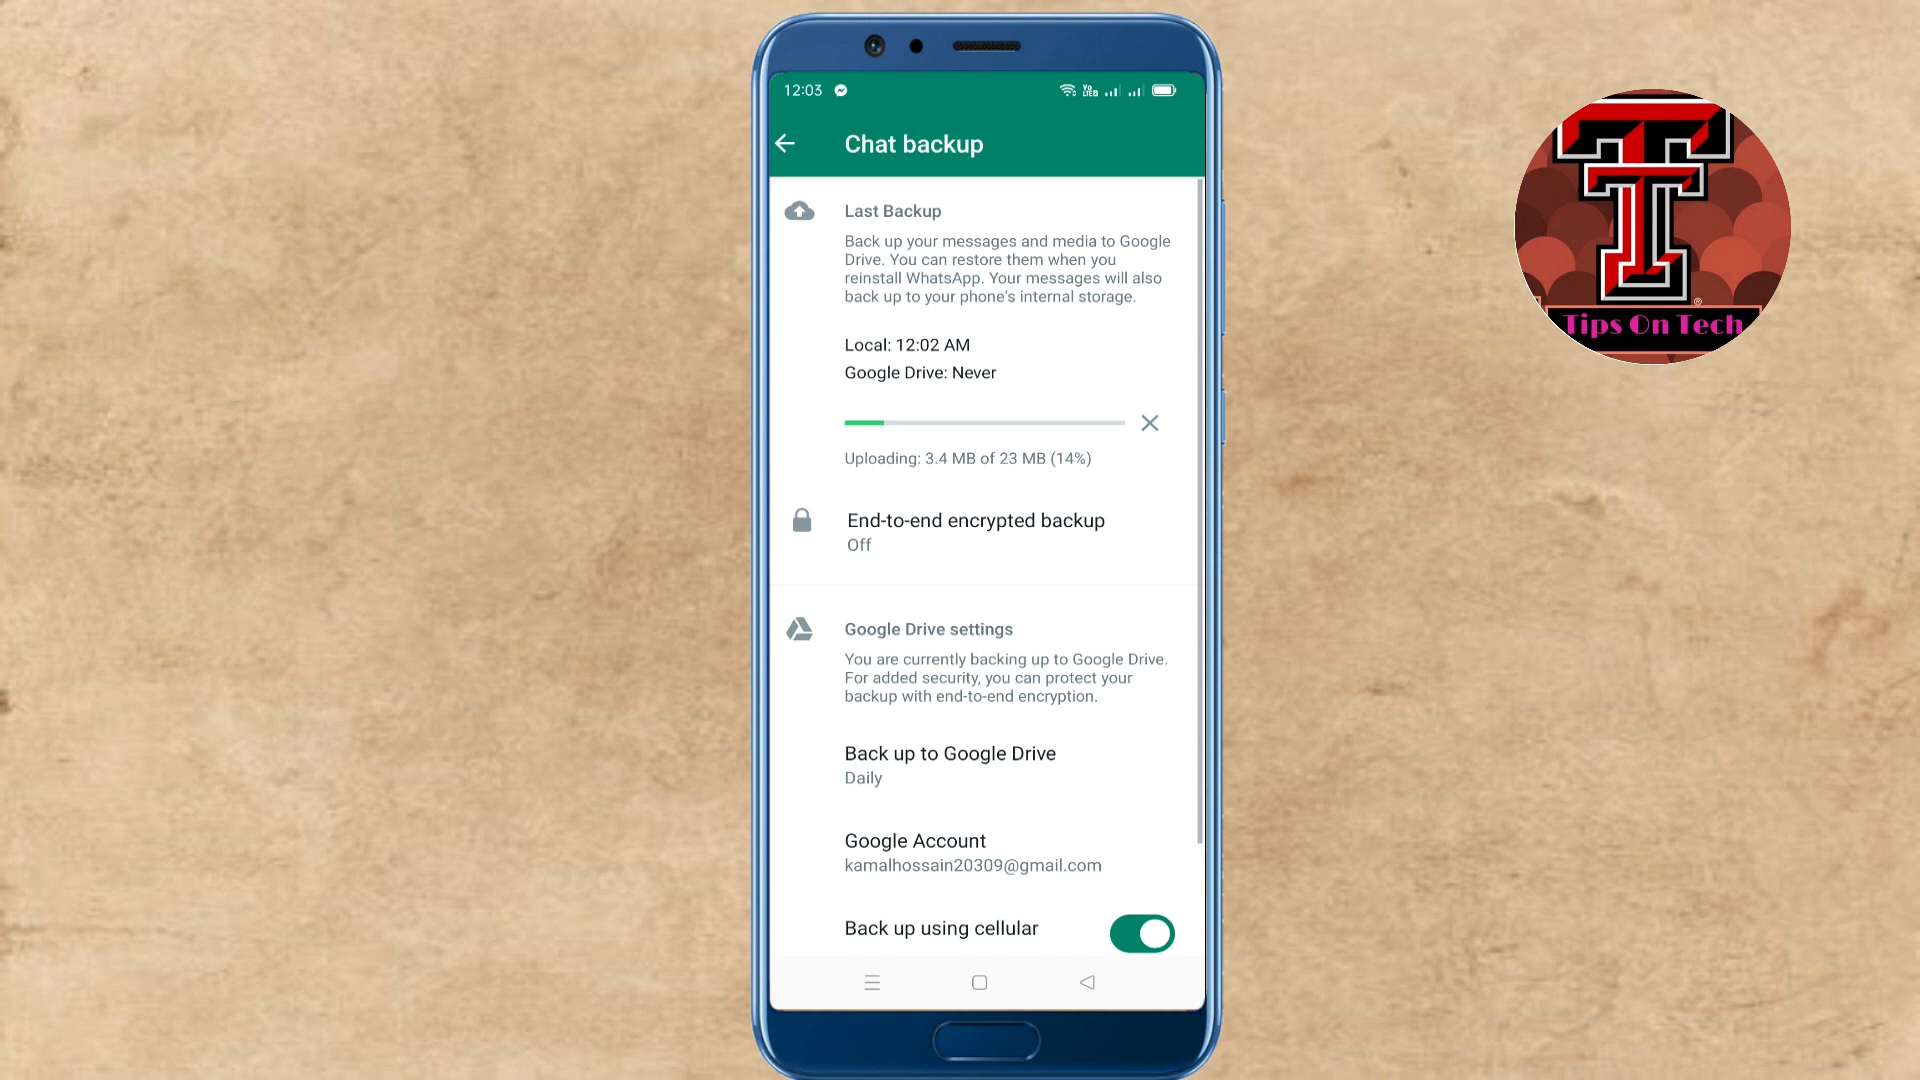 12:03
Chat backup
Last Backup
Back up your messages and media to Google
Drive. You can restore them when you
reinstall WhatsApp. Your messages will also
back up to your phone's internal storage.
Local: 12:02 AM
Google Drive: Never
Uploading: 3.4 MB of 23 MB (14%)
End-to-end encrypted backup
Off
Google Drive settings
You are currently backing up to Google Drive.
For added security, you can protect your
backup with end-to-end encryption.
Back up to Google Drive
Daily
Google Account
kamalhossain20309@gmail.com
Back up using cellular
T
®
Tips On Tech